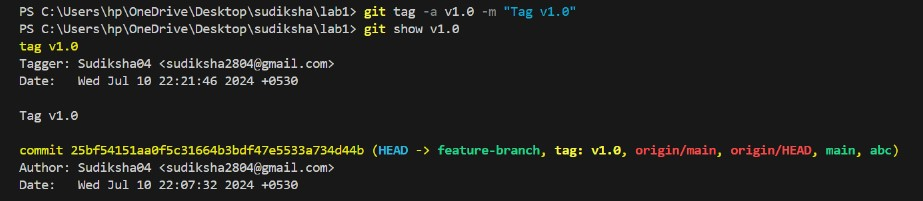 PS C:\Users\hp\OneDrive\Desktop\sudiksha\lab1> git tag -a v1.0 -m "Tag v1.0"
PS C:\Users\hp\OneDrive\Desktop\sudiksha\lab1> git show v1.0
tag v1.0
Tagger: Sudiksha04 <sudiksha2804@gmail.com>
Date:   Wed Jul 10 22:21:46 2024 +0530

Tag v1.0

commit 25bf54151aa0f5c31664b3bdf47e5533a734d44b (HEAD -> feature-branch, tag: v1.0, origin/main, origin/HEAD, main, abc)
Author: Sudiksha04 <sudiksha2804@gmail.com>
Date:   Wed Jul 10 22:07:32 2024 +0530